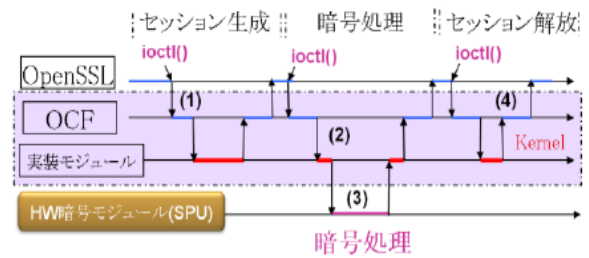 セッション生成 暗号処理 セッション解放
ioctl() ioctl() ioctl()
OpenSSL
(1) (4)
OCF
(2)
Kernel
実装モジュール
(3)
HW暗号モジュール(SPU)
暗号処理